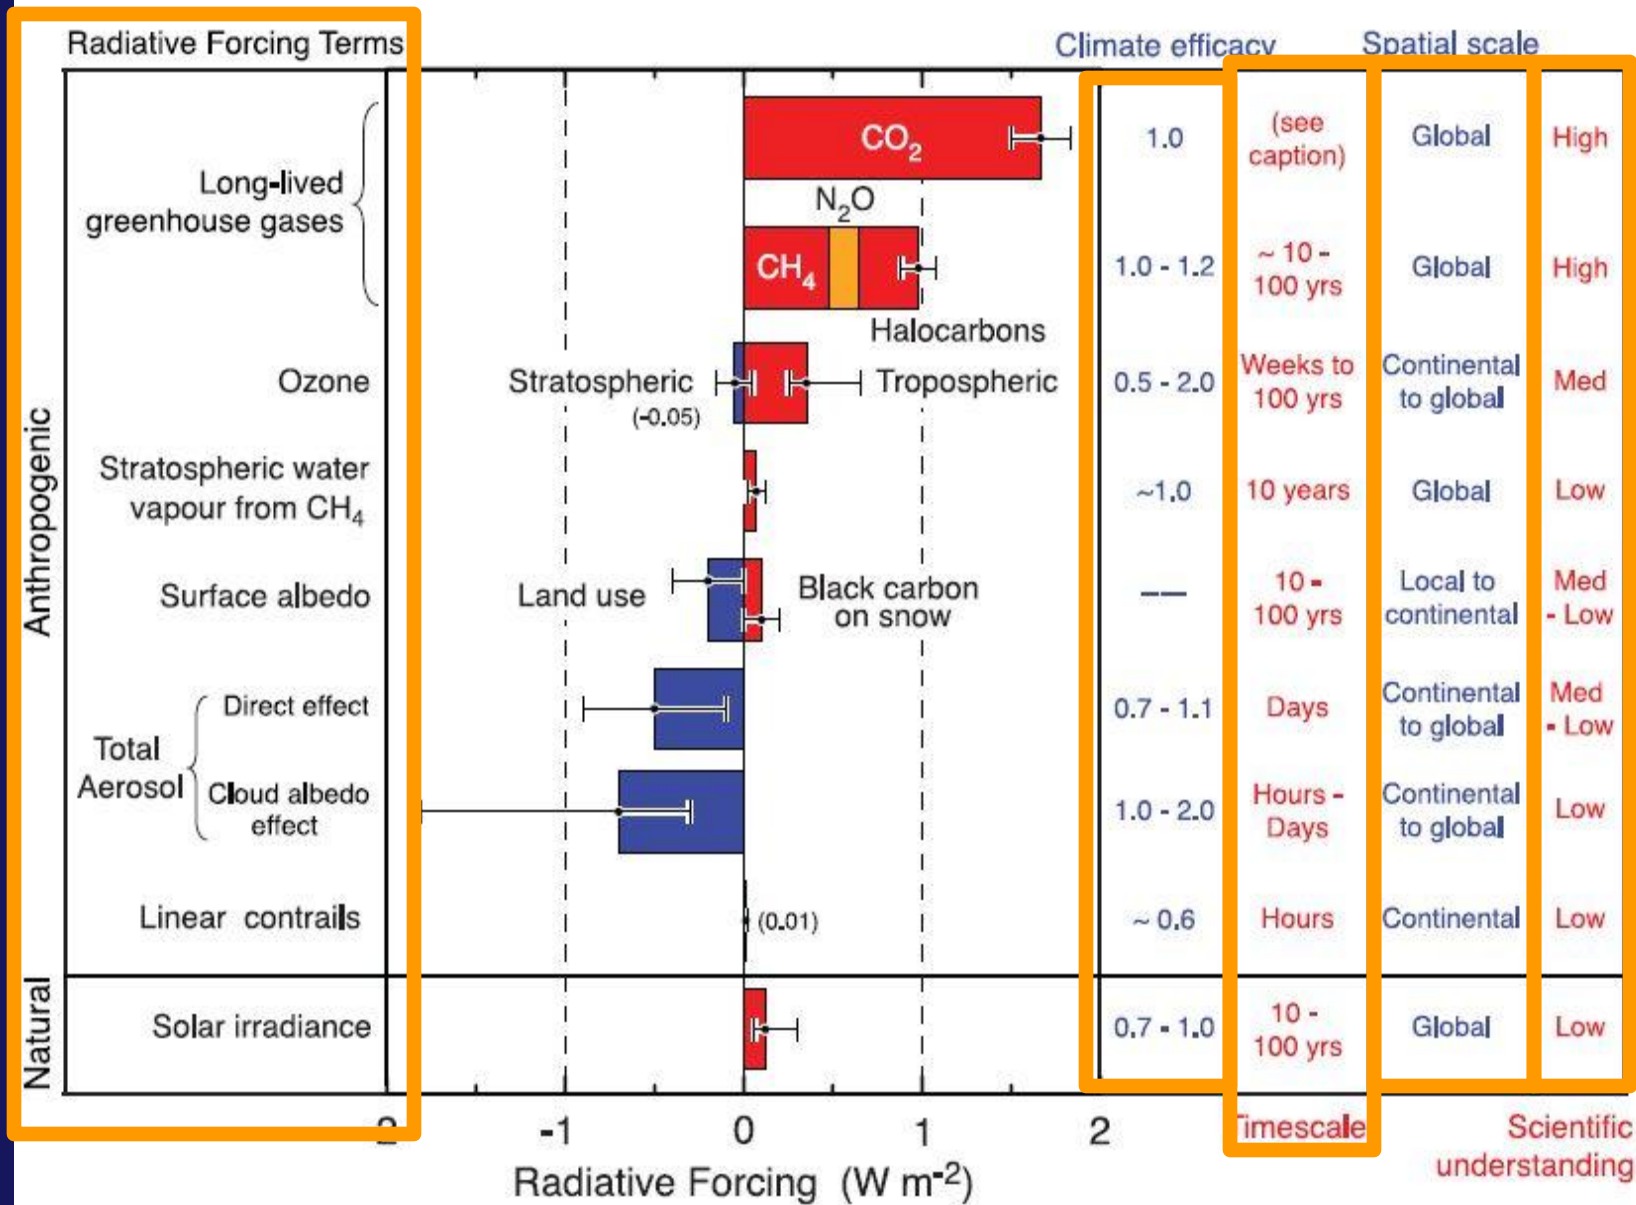 Radiative Forcing Terms
Climate efficacy
Spatial scale
Anthropogenic
Long-lived
greenhouse gases
CO₂
1.0
(see
caption)
Global
High
N₂O
CH₄
1.0 - 1.2
~ 10 -
100 yrs
Global
High
Halocarbons
Ozone
Stratospheric
(-0.05)
Tropospheric
0.5 - 2.0
Weeks to
100 yrs
Continental
to global
Med
Stratospheric water
vapour from CH₄
~1.0
10 years
Global
Low
Surface albedo
Land use
Black carbon
on snow
——
10 -
100 yrs
Local to
continental
Med
- Low
Total
Aerosol
Direct effect
0.7 - 1.1
Days
Continental
to global
Med
- Low
Cloud albedo
effect
1.0 - 2.0
Hours -
Days
Continental
to global
Low
Linear contrails
(0.01)
~ 0.6
Hours
Continental
Low
Natural
Solar irradiance
0.7 - 1.0
10 -
100 yrs
Global
Low
2 -1 0 1 2
Timescale
Scientific
understanding
Radiative Forcing (W m⁻²)